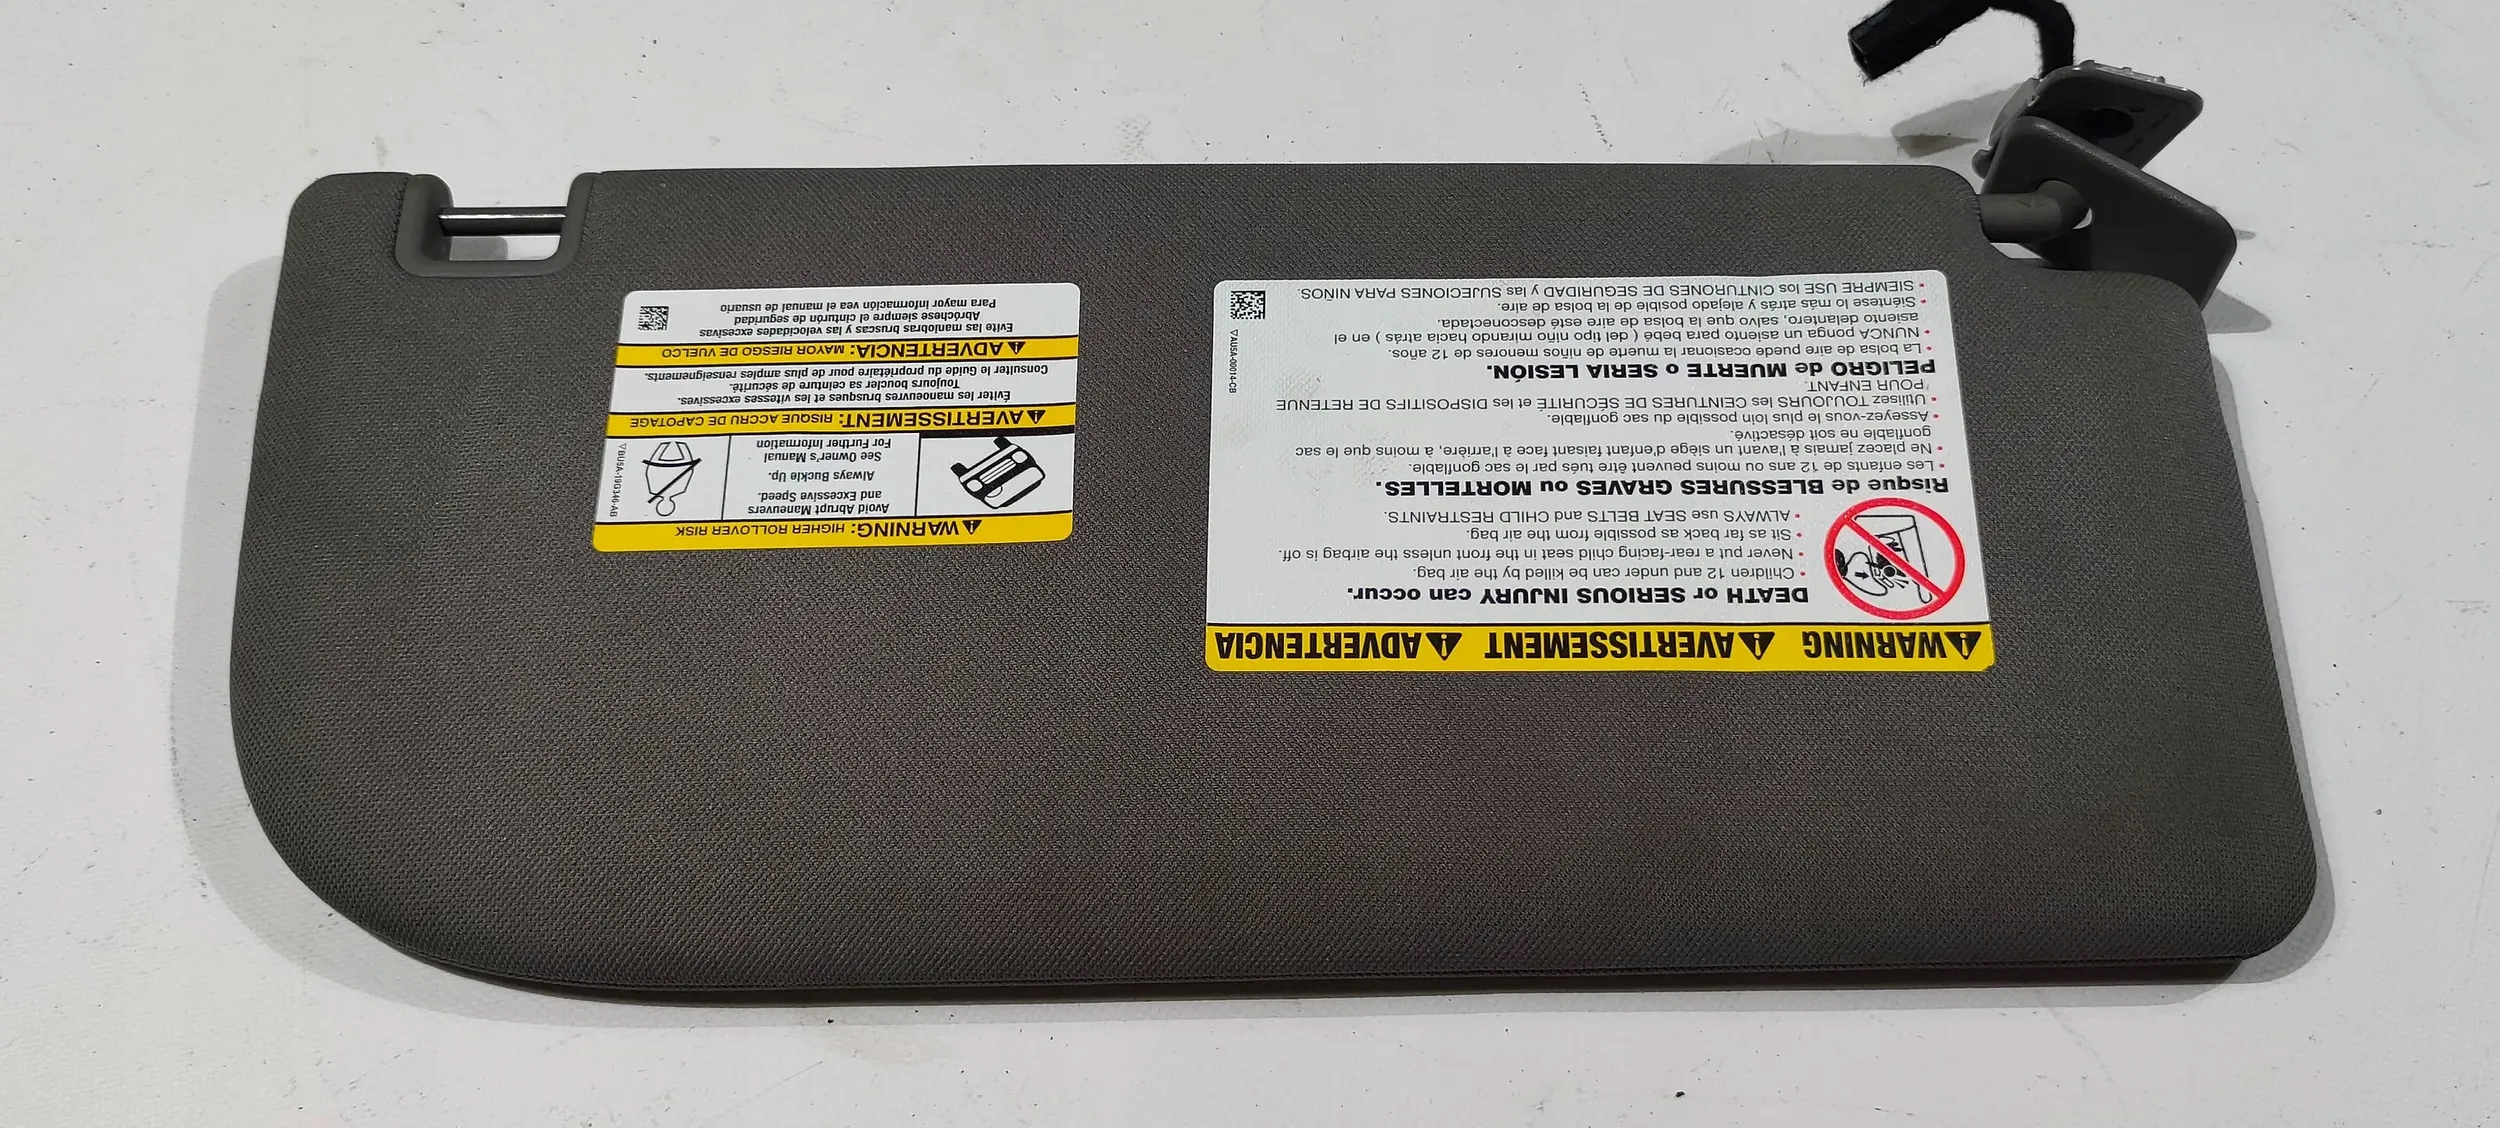 ⚠WARNING ⚠AVERTISSEMENT ⚠ADVERTENCIA
DEATH or SERIOUS INJURY can occur.
• Children 12 and under can be killed by the air bag.
• Never put a rear-facing child seat in the front unless the airbag is off.
• Sit as far back as possible from the air bag.
• ALWAYS use SEAT BELTS and CHILD RESTRAINTS.
Risque de BLESSURES GRAVES ou MORTELLES.
• Les enfants de 12 ans ou moins peuvent être tués par le sac gonflable.
• Ne placez jamais à l'avant un siège d'enfant faisant face à l'arrière, à moins que le sac
gonflable ne soit désactivé.
• Asseyez-vous le plus loin possible du sac gonflable.
• Utilisez TOUJOURS les CEINTURES DE SÉCURITÉ et les DISPOSITIFS DE RETENUE
POUR ENFANT.
PELIGRO de MUERTE o SERIA LESIÓN.
• La bolsa de aire puede ocasionar la muerte de niños menores de 12 años.
• NUNCA ponga un asiento para bebé ( del tipo niño mirando hacia atrás ) en el
asiento delantero, salvo que la bolsa de aire esté desconectada.
• Siéntese lo más atrás y alejado posible de la bolsa de aire.
• SIEMPRE USE los CINTURONES DE SEGURIDAD y las SUJECIONES PARA NIÑOS.
▽AU5A-00014-CB
⚠WARNING: HIGHER ROLLOVER RISK
Avoid Abrupt Maneuvers
and Excessive Speed.
Always Buckle Up.
See Owner's Manual
For Further Information
▽BU5A-19G346-AB
⚠AVERTISSEMENT: RISQUE ACCRU DE CAPOTAGE
Éviter les manoeuvres brusques et les vitesses excessives.
Toujours boucler sa ceinture de sécurité.
Consulter le Guide du propriétaire pour de plus amples renseignements.
⚠ADVERTENCIA: MAYOR RIESGO DE VUELCO
Evite las maniobras bruscas y las velocidades excesivas
Abróchese siempre el cinturón de seguridad
Para mayor información vea el manual de usuario